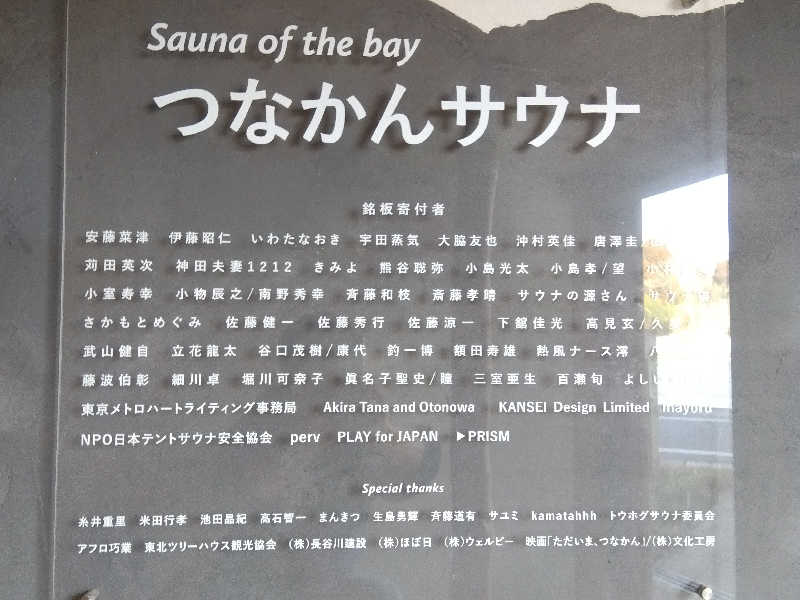 Sauna of the bay
つなかんサウナ
銘板寄付者
安藤菜津 伊藤昭仁 いわたなおき 宇田蒸気 大脇友也 沖村英佳 唐澤圭/
苅田英次 神田夫妻1212 きみよ 熊谷聡弥 小島光太 小島孝/望
小室寿幸 小物辰之/南野秀幸 斉藤和枝 斎藤孝晴 サウナの源さん
さかもとめぐみ 佐藤健一 佐藤秀行 佐藤涼一 下舘佳光 高見玄/
武山健自 立花龍太 谷口茂樹/康代 釣一博 額田寿雄 熱風ナース澪
藤波伯彰 細川卓 堀川可奈子 眞名子聖史/瞳 三室亜生 百瀬旬
東京メトロハートライティング事務局 Akira Tana and Otonowa KANSEI Design Limited mayoru
NPO日本テントサウナ安全協会 perv PLAY for JAPAN ▶PRISM
Special thanks
糸井重里 米田行孝 池田晶紀 高石智一 まんきつ 生島勇輝 斉藤道有 サユミ kamatahhh トウホグサウナ委員会
アフロ巧業 東北ツリーハウス観光協会 (株)長谷川建設 (株)ほぼ日 (株)ウェルビー 映画「ただいま、つなかん」/(株)文化工房